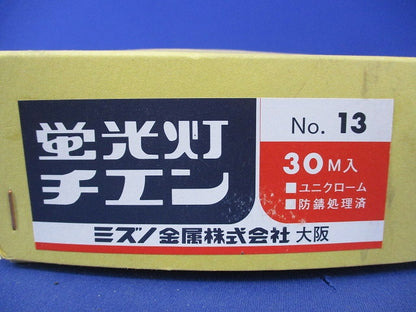 蛍光灯
チエン
No. 13
30M入
■ユニクローム
■防錆処理済
ミズノ金属株式会社 大阪